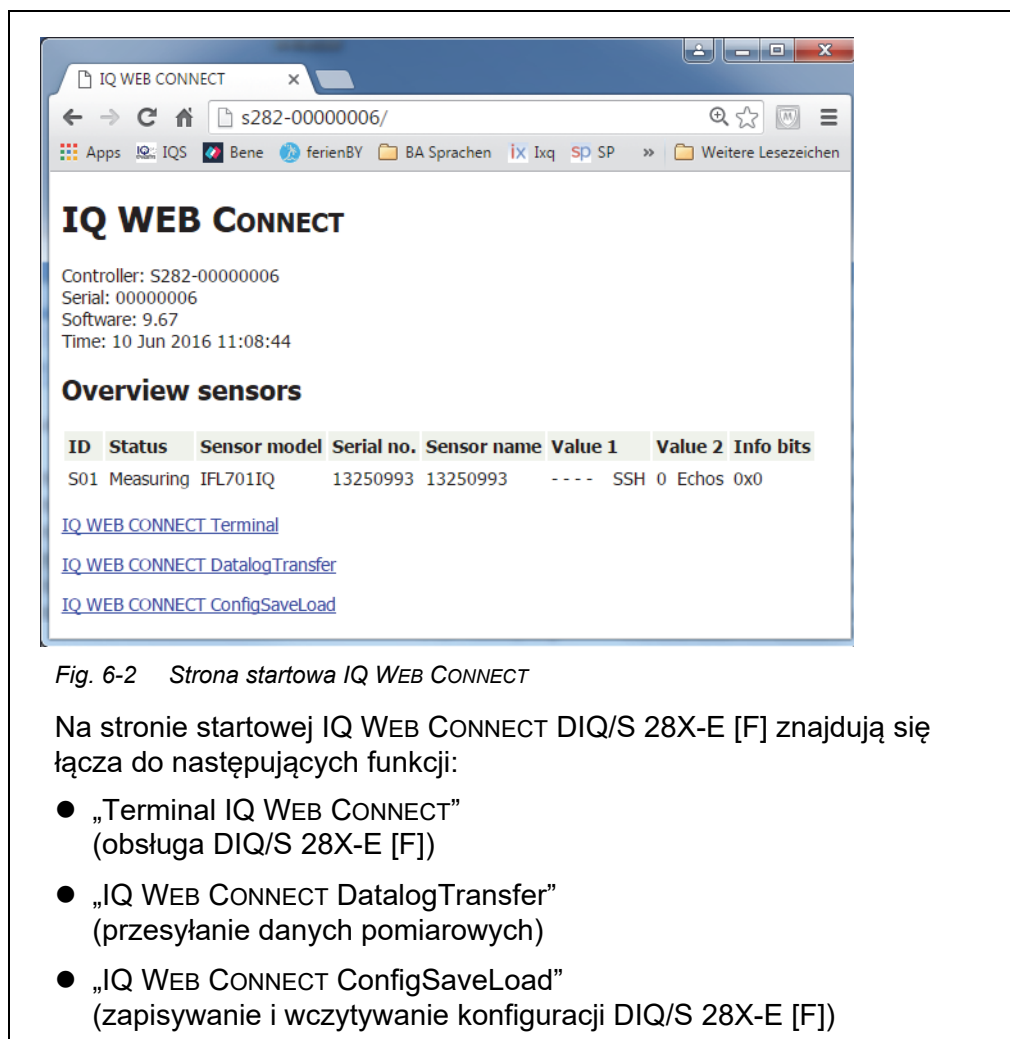 IQ WEB CONNECT
s282-00000006/
Apps IQS Bene ferienBY BA Sprachen Ixq SP » Weitere Lesezeichen
IQ WEB CONNECT
Controller: S282-00000006
Serial: 00000006
Software: 9.67
Time: 10 Jun 2016 11:08:44
Overview sensors
ID Status Sensor model Serial no. Sensor name Value 1 Value 2 Info bits
S01 Measuring IFL701IQ 13250993 13250993 - - - - SSH 0 Echos 0x0
IQ WEB CONNECT Terminal
IQ WEB CONNECT DatalogTransfer
IQ WEB CONNECT ConfigSaveLoad
Fig. 6-2 Strona startowa IQ WEB CONNECT
Na stronie startowej IQ WEB CONNECT DIQ/S 28X-E [F] znajdują się
łącza do następujących funkcji:
● „Terminal IQ WEB CONNECT”
(obsługa DIQ/S 28X-E [F])
● „IQ WEB CONNECT DatalogTransfer”
(przesyłanie danych pomiarowych)
● „IQ WEB CONNECT ConfigSaveLoad”
(zapisywanie i wczytywanie konfiguracji DIQ/S 28X-E [F])